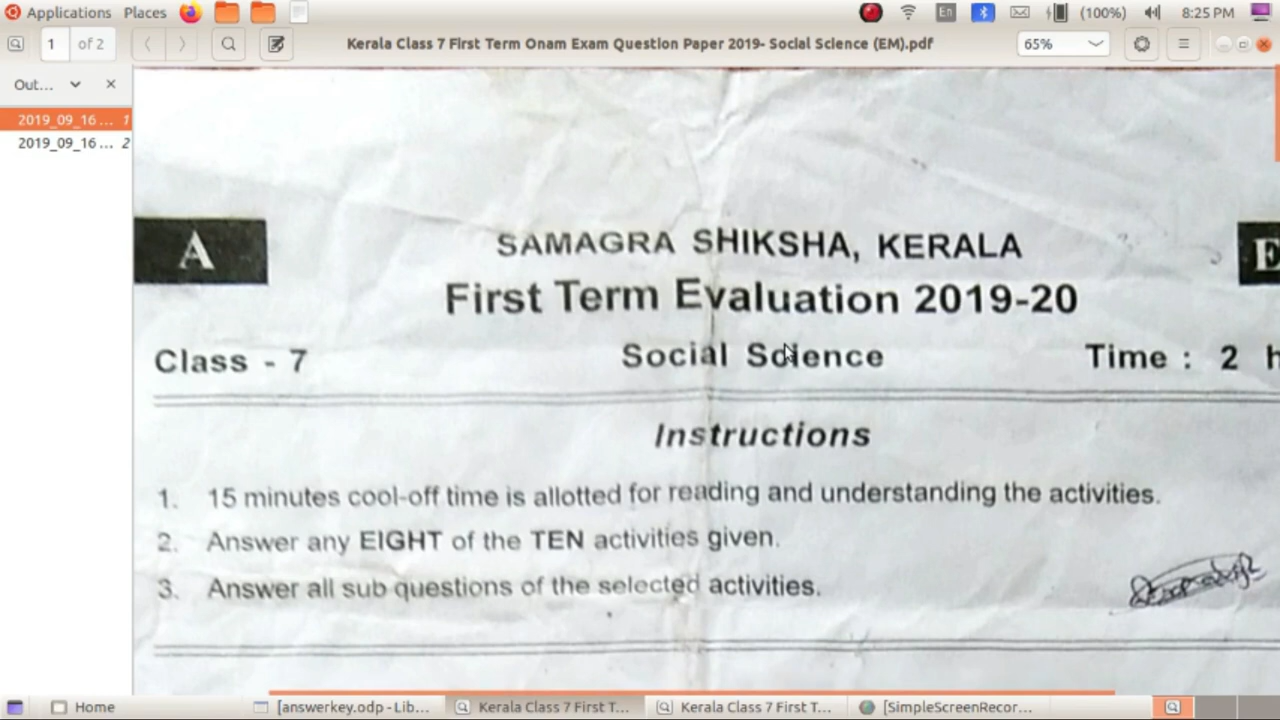 Applications Places En (100%) 8:25 PM
1 of 2 Kerala Class 7 First Term Onam Exam Question Paper 2019- Social Science (EM).pdf 65%
Out...
2019_09_16 ... 1
2019_09_16 ... 2
A SAMAGRA SHIKSHA, KERALA E
First Term Evaluation 2019-20
Class - 7 Social Science Time : 2 h
Instructions
1. 15 minutes cool-off time is allotted for reading and understanding the activities.
2. Answer any EIGHT of the TEN activities given.
3. Answer all sub questions of the selected activities.
Home [answerkey.odp - Lib... Kerala Class 7 First T... Kerala Class 7 First T... [SimpleScreenRecor...